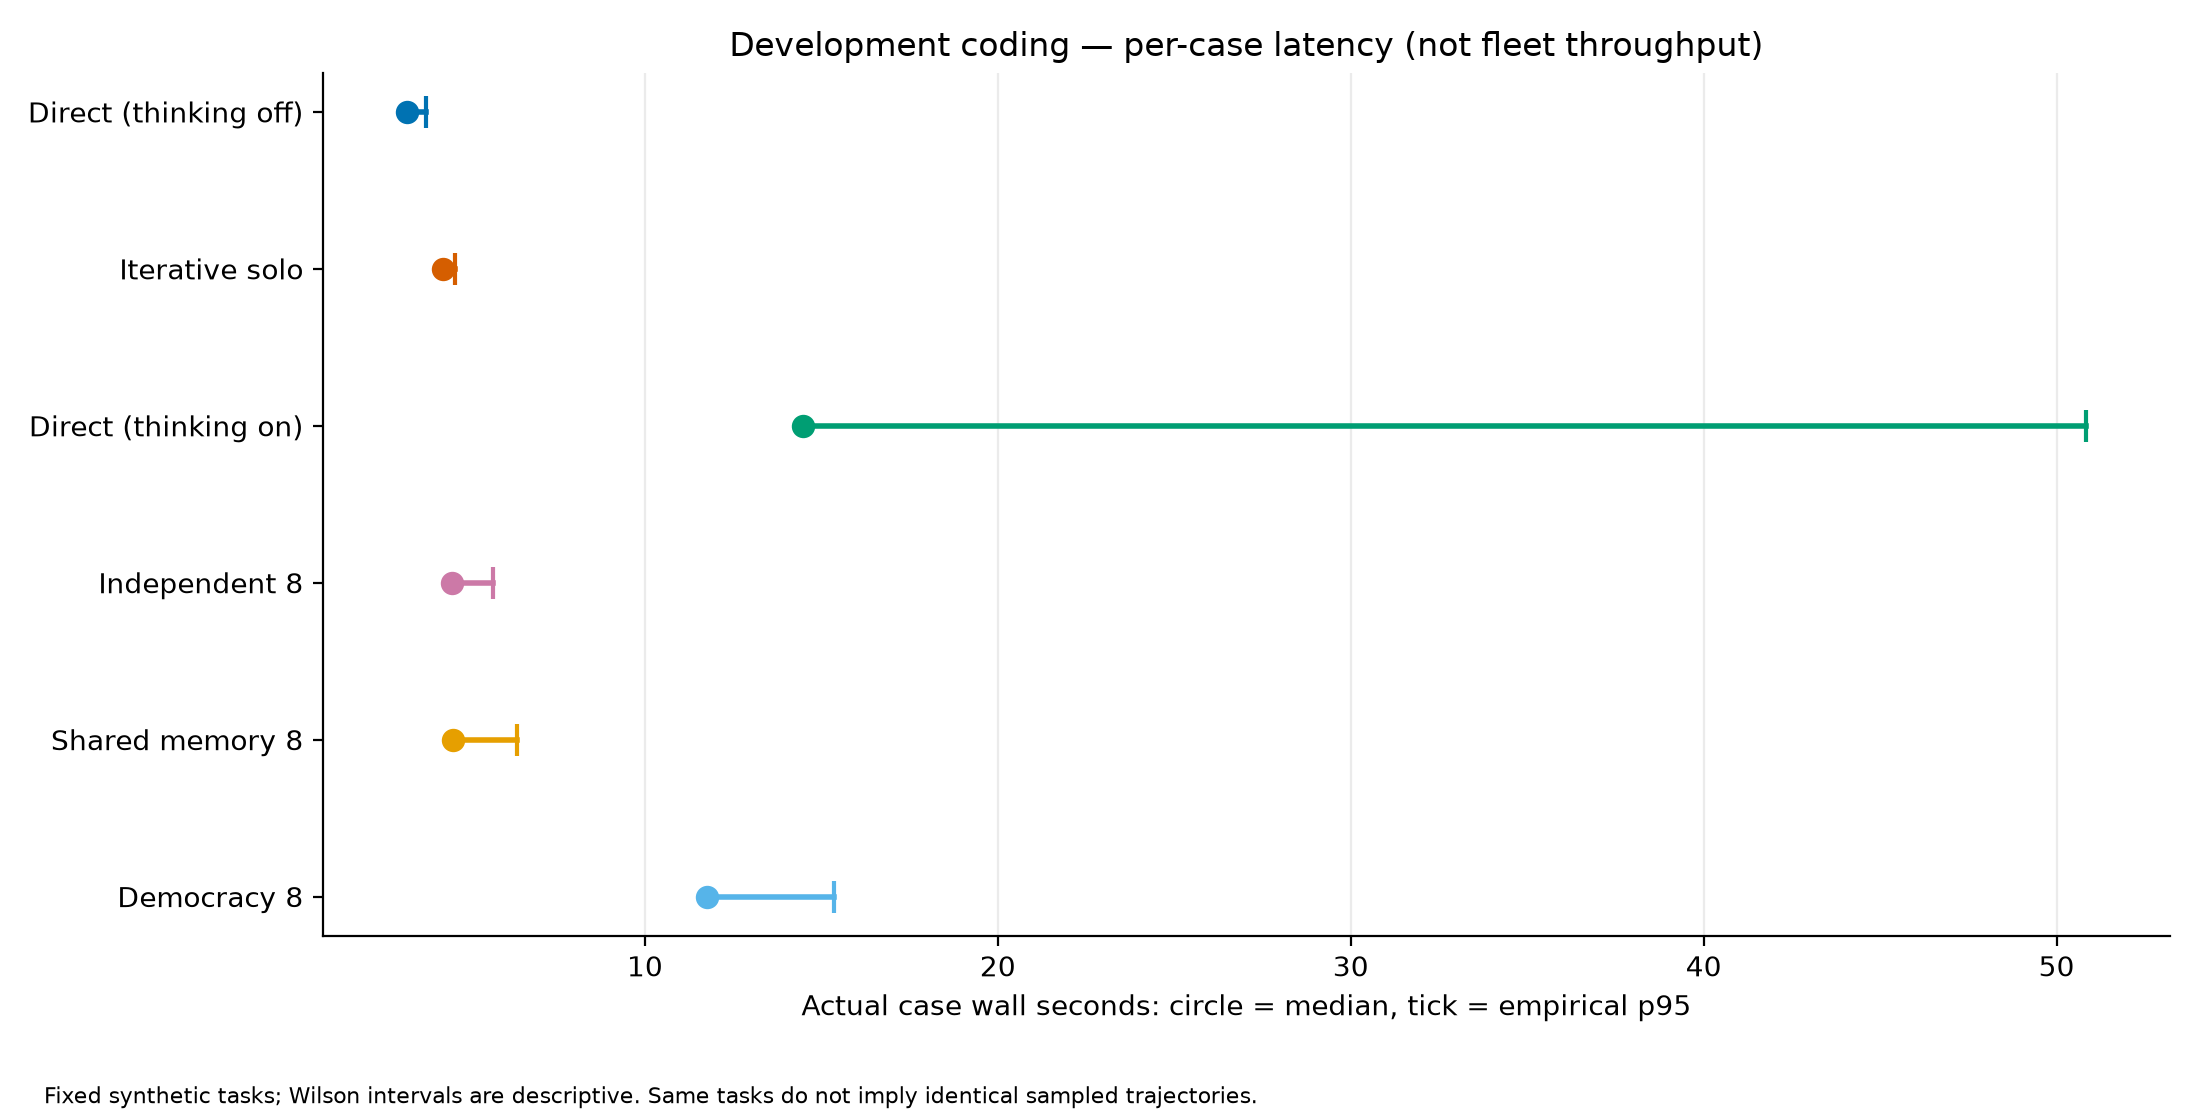 Development coding — per-case latency (not fleet throughput)
Direct (thinking off)
Iterative solo
Direct (thinking on)
Independent 8
Shared memory 8
Democracy 8
10 20 30 40 50
Actual case wall seconds: circle = median, tick = empirical p95
Fixed synthetic tasks; Wilson intervals are descriptive. Same tasks do not imply identical sampled trajectories.